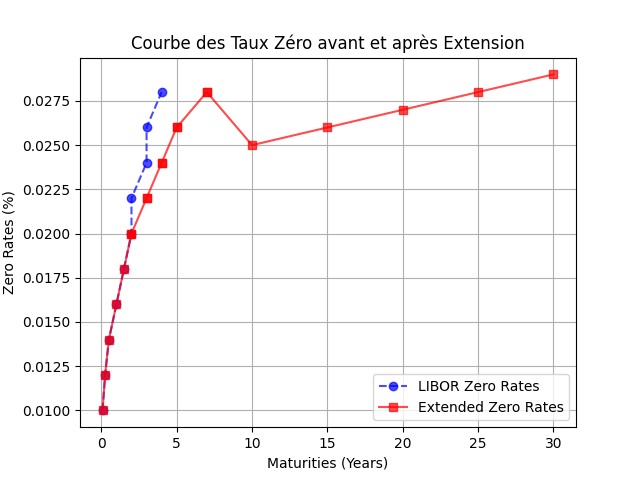 Courbe des Taux Zéro avant et après Extension
Zero Rates (%)
0.0275
0.0250
0.0225
0.0200
0.0175
0.0150
0.0125
0.0100
LIBOR Zero Rates
Extended Zero Rates
0 5 10 15 20 25 30
Maturities (Years)